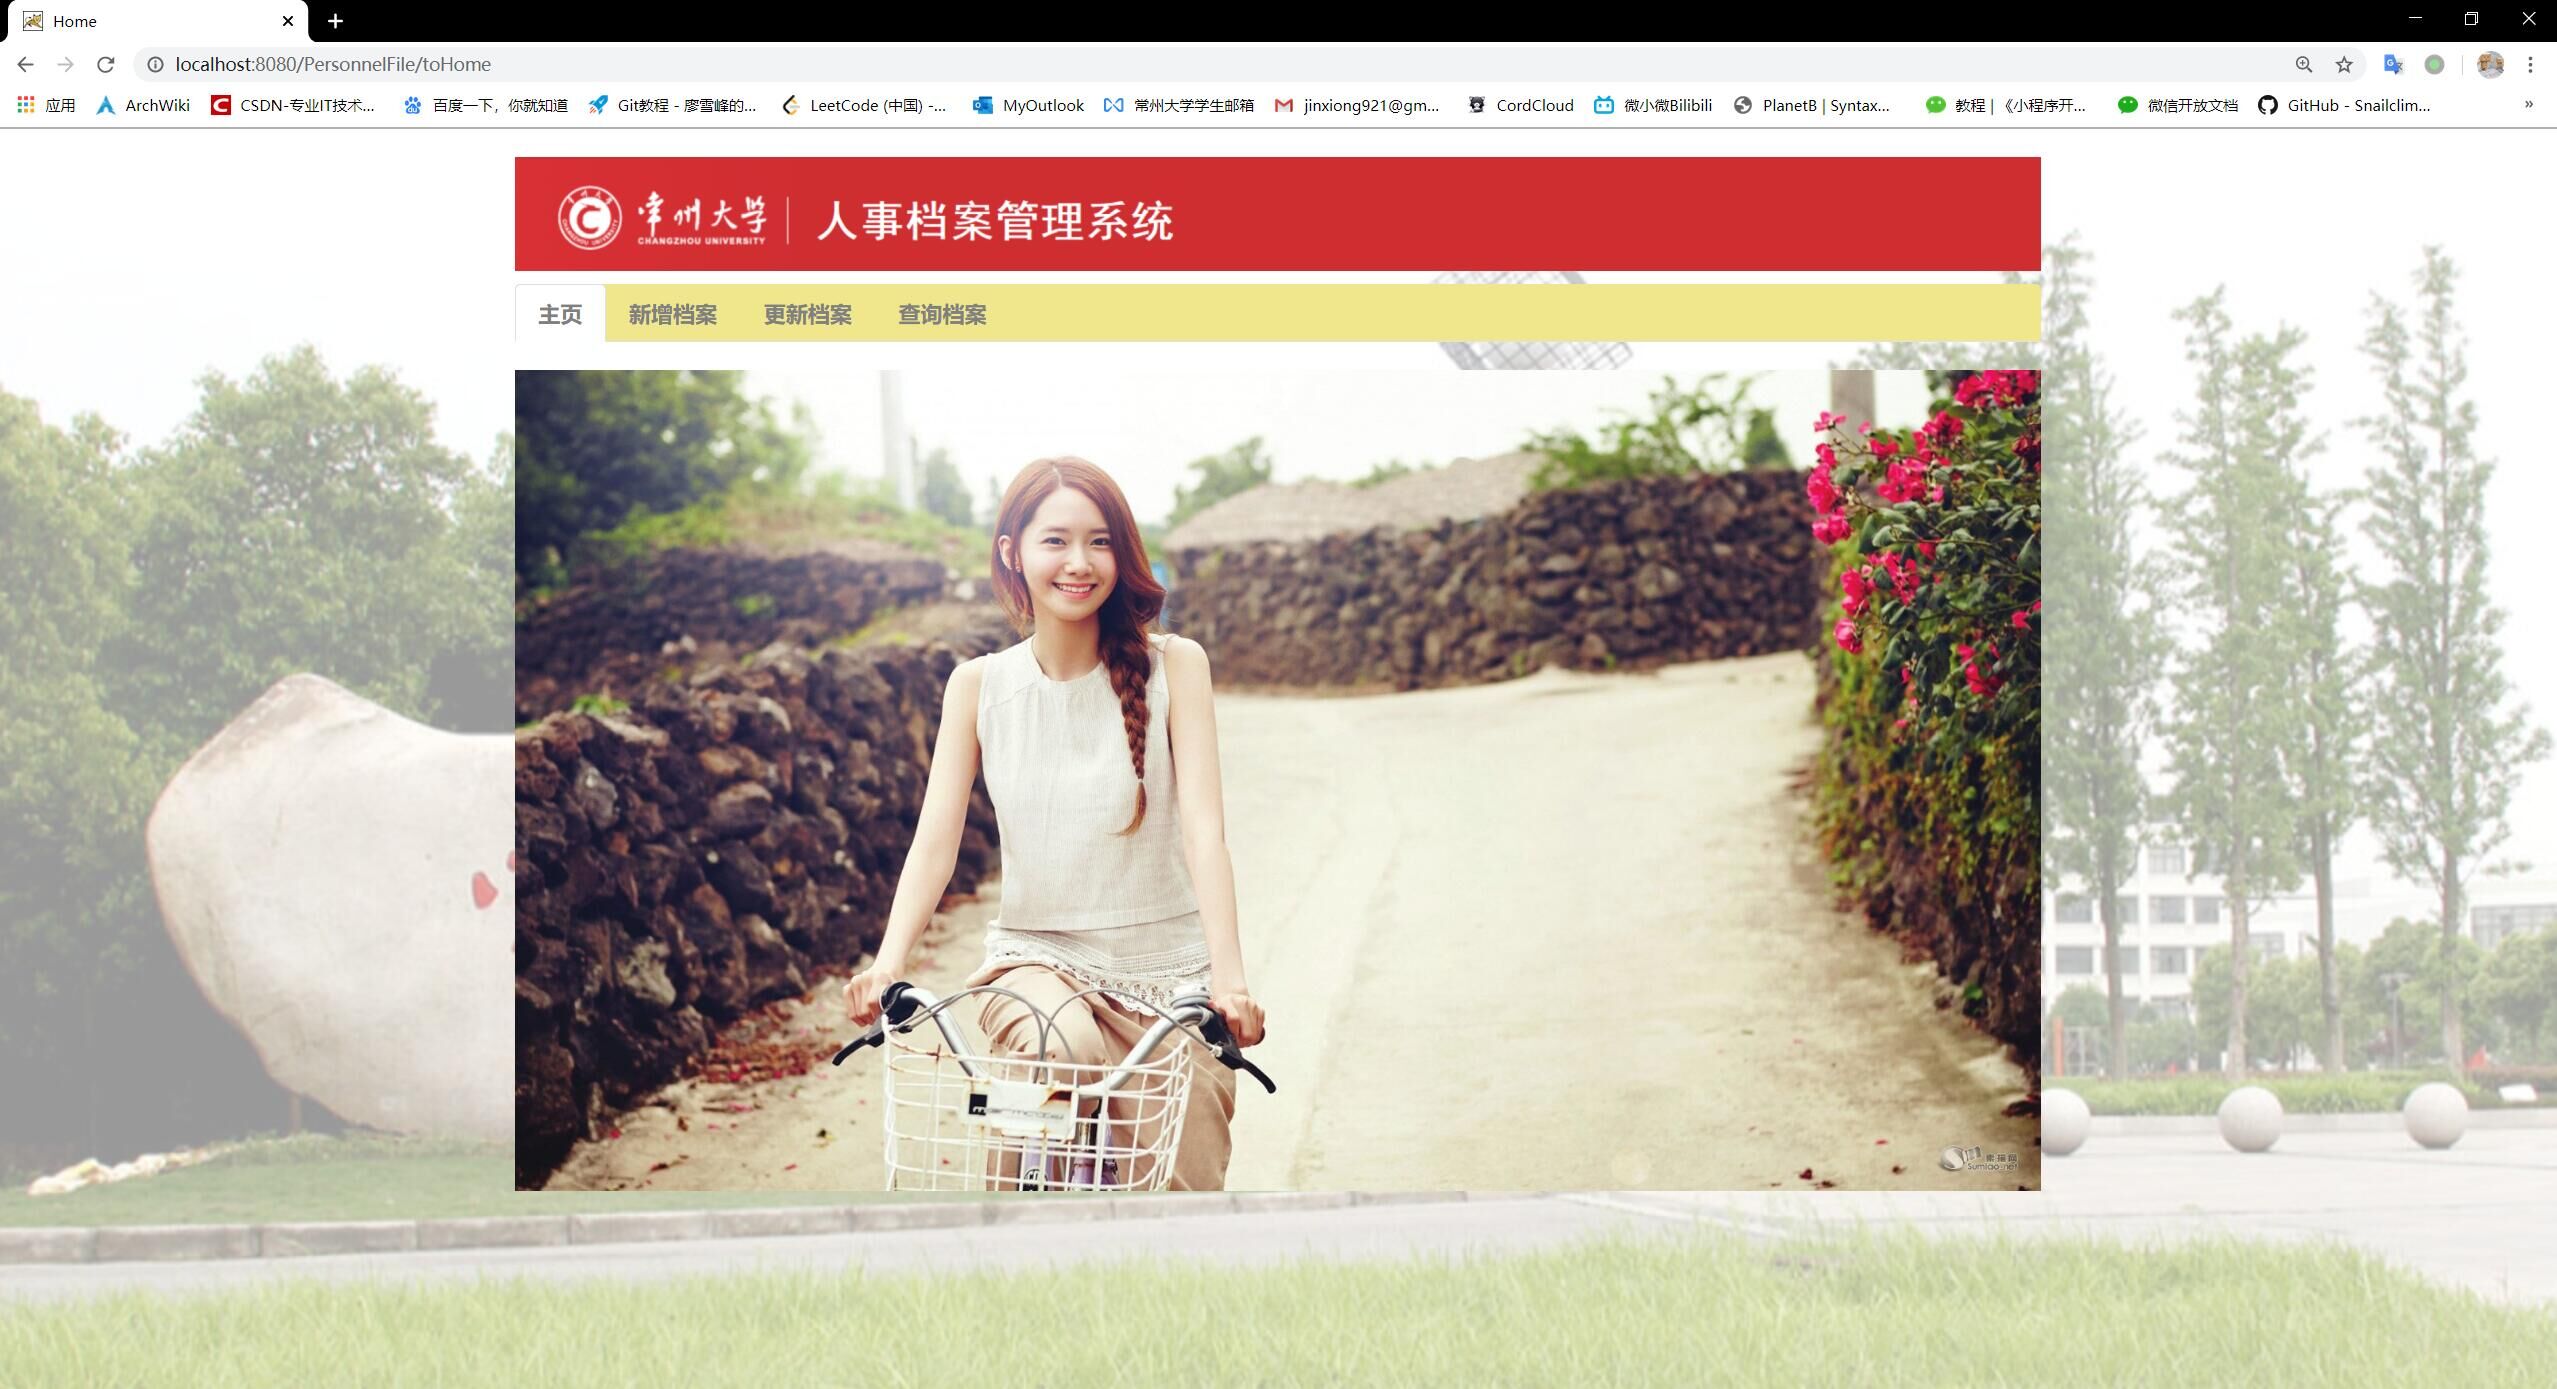 Home
localhost:8080/PersonnelFile/toHome
应用 ArchWiki CSDN-专业IT技术... 百度一下，你就知道 Git教程 - 廖雪峰的... LeetCode (中国) -... MyOutlook 常州大学学生邮箱 jinxiong921@gm... CordCloud 微小微Bilibili PlanetB | Syntax... 教程 | 《小程序开... 微信开放文档 GitHub - Snailclim... »
常州大学 人事档案管理系统
CHANGZHOU UNIVERSITY
主页 新增档案 更新档案 查询档案
素描网
Sumiao.net